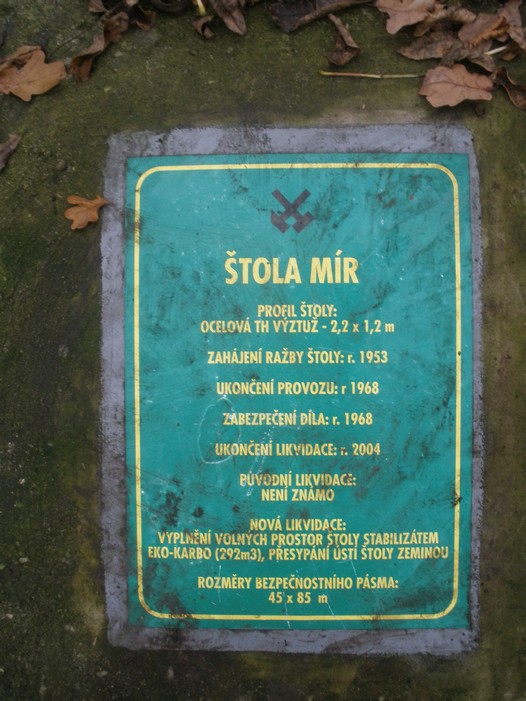 ŠTOLA MÍR
PROFIL ŠTOLY:
OCELOVÁ TH VÝZTUŽ - 2,2 x 1,2 m
ZAHÁJENÍ RAŽBY ŠTOLY: r. 1953
UKONČENÍ PROVOZU: r 1968
ZABEZPEČENÍ DÍLA: r. 1968
UKONČENÍ LIKVIDACE: r. 2004
PŮVODNÍ LIKVIDACE:
NENÍ ZNÁMO
NOVÁ LIKVIDACE:
VYPLNĚNÍ VOLNÝCH PROSTOR ŠTOLY STABILIZÁTEM
EKO-KARBO (292m3), PŘESYPÁNÍ ÚSTÍ ŠTOLY ZEMINOU
ROZMĚRY BEZPEČNOSTNÍHO PÁSMA:
45 x 85 m